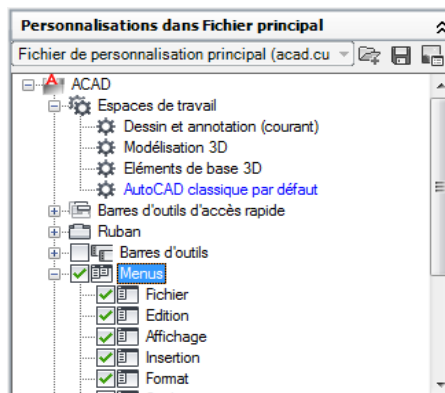 Personnalisations dans Fichier principal
Fichier de personnalisation principal (acad.cu
ACAD
Espaces de travail
Dessin et annotation (courant)
Modélisation 3D
Eléments de base 3D
AutoCAD classique par défaut
Barres d'outils d'accès rapide
Ruban
Barres d'outils
Menus
Fichier
Edition
Affichage
Insertion
Format